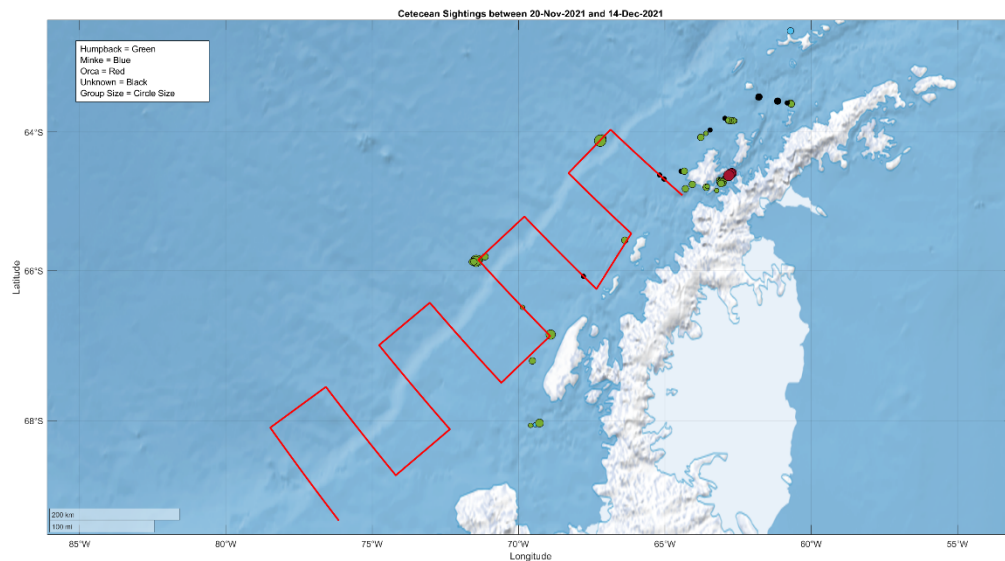 Cetecean Sightings between 20-Nov-2021 and 14-Dec-2021
Humpback = Green
Minke = Blue
Orca = Red
Unknown = Black
Group Size = Circle Size
64°S
66°S
68°S
Latitude
200 km
100 mi
85°W
80°W
75°W
70°W
65°W
60°W
55°W
Longitude